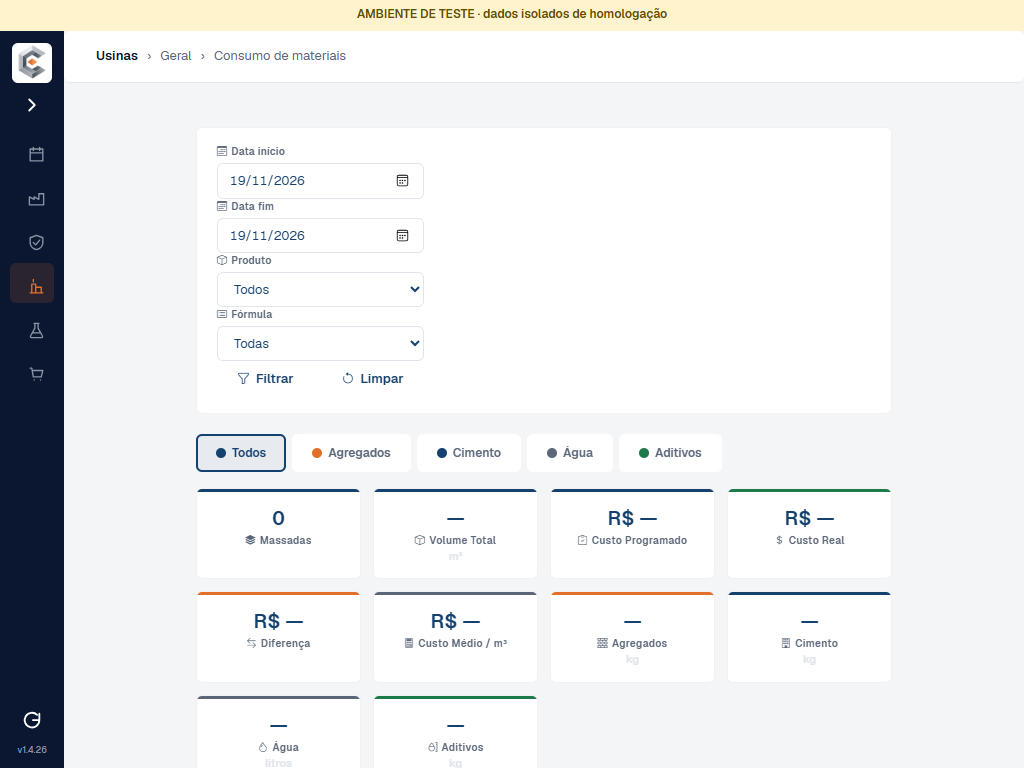 AMBIENTE DE TESTE · dados isolados de homologação
Usinas › Geral › Consumo de materiais
Data início
19/11/2026
Data fim
19/11/2026
Produto
Todos
Fórmula
Todas
Filtrar Limpar
Todos Agregados Cimento Água Aditivos
0 — R$ — R$ —
Massadas Volume Total Custo Programado $ Custo Real
m³
R$ — R$ — — —
Diferença Custo Médio / m³ Agregados Cimento
kg kg
— —
Água Aditivos
litros kg
v1.4.26